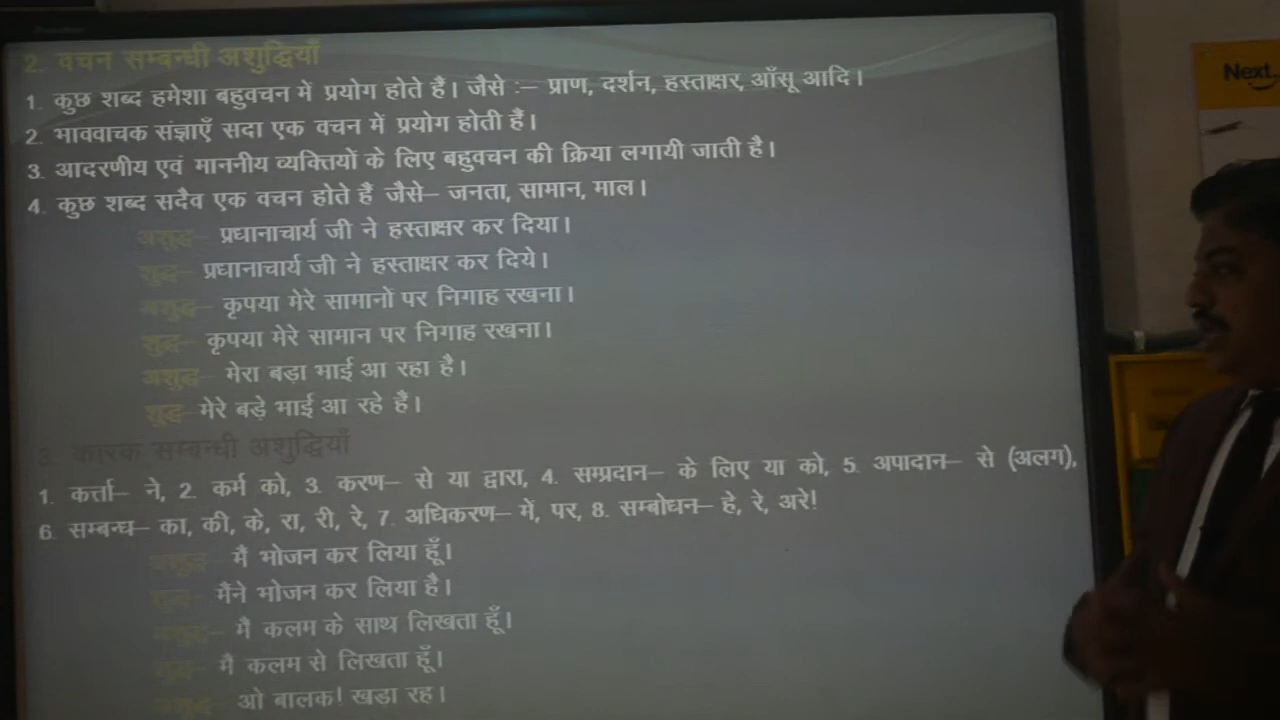 2. वचन सम्बन्धी अशुद्धियाँ
1. कुछ शब्द हमेशा बहुवचन में प्रयोग होते हैं। जैसे :– प्राण, दर्शन, हस्ताक्षर, आँसू आदि।
2. भाववाचक संज्ञाएँ सदा एक वचन में प्रयोग होती हैं।
3. आदरणीय एवं माननीय व्यक्तियों के लिए बहुवचन की क्रिया लगायी जाती है।
4. कुछ शब्द सदैव एक वचन होते हैं जैसे– जनता, सामान, माल।
अशुद्ध– प्रधानाचार्य जी ने हस्ताक्षर कर दिया।
शुद्ध– प्रधानाचार्य जी ने हस्ताक्षर कर दिये।
अशुद्ध– कृपया मेरे सामानों पर निगाह रखना।
शुद्ध– कृपया मेरे सामान पर निगाह रखना।
अशुद्ध– मेरा बड़ा भाई आ रहा है।
शुद्ध– मेरे बड़े भाई आ रहे हैं।
3. कारक सम्बन्धी अशुद्धियाँ
1. कर्त्ता– ने, 2. कर्म को, 3. करण– से या द्वारा, 4. सम्प्रदान– के लिए या को, 5. अपादान– से (अलग),
6. सम्बन्ध– का, की, के, रा, री, रे, 7. अधिकरण– में, पर, 8. सम्बोधन– हे, रे, अरे!
अशुद्ध– मैं भोजन कर लिया हूँ।
शुद्ध– मैंने भोजन कर लिया है।
अशुद्ध– मैं कलम के साथ लिखता हूँ।
शुद्ध– मैं कलम से लिखता हूँ।
अशुद्ध– ओ बालक! खड़ा रह।
Next